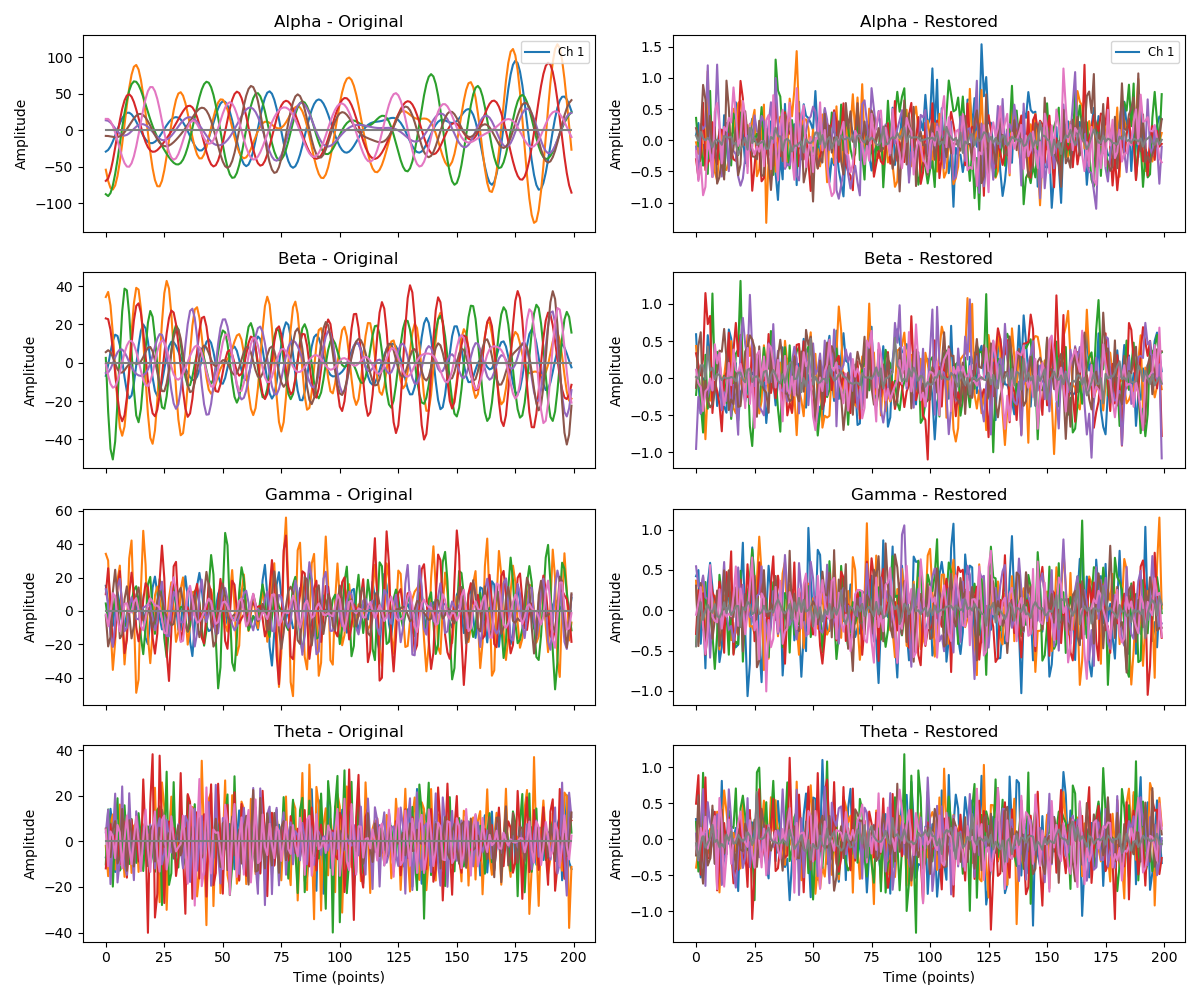 Alpha - Original
Amplitude
100
50
0
−50
−100
Ch 1
Alpha - Restored
Amplitude
1.5
1.0
0.5
0.0
−0.5
−1.0
Ch 1
Beta - Original
Amplitude
40
20
0
−20
−40
Beta - Restored
Amplitude
1.0
0.5
0.0
−0.5
−1.0
Gamma - Original
Amplitude
60
40
20
0
−20
−40
Gamma - Restored
Amplitude
1.0
0.5
0.0
−0.5
−1.0
Theta - Original
Amplitude
40
20
0
−20
−40
0 25 50 75 100 125 150 175 200
Time (points)
Theta - Restored
Amplitude
1.0
0.5
0.0
−0.5
−1.0
0 25 50 75 100 125 150 175 200
Time (points)